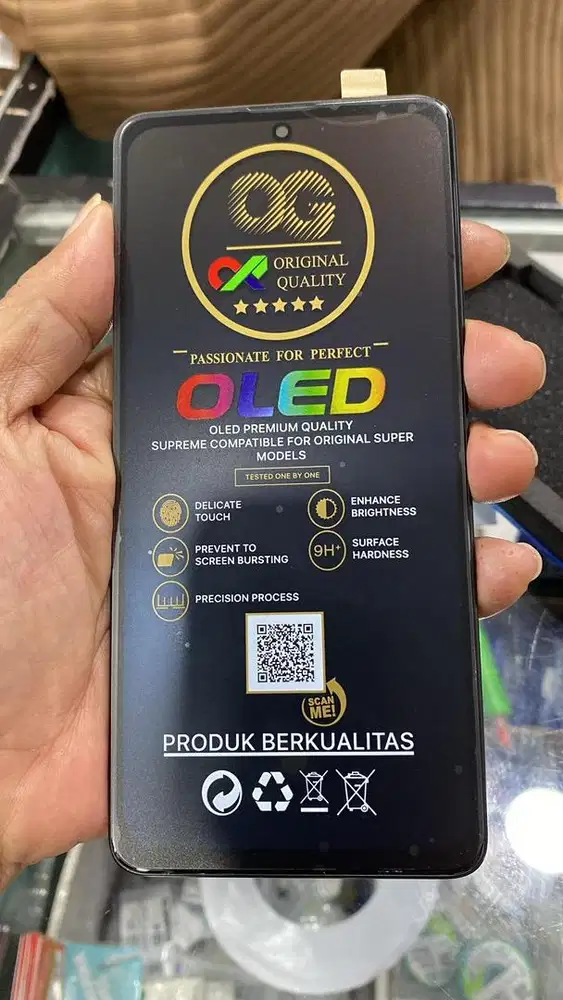 OG
ORIGINAL
QUALITY
PASSIONATE FOR PERFECT
OLED
OLED PREMIUM QUALITY
SUPREME COMPATIBLE FOR ORIGINAL SUPER
MODELS
TESTED ONE BY ONE
DELICATE
TOUCH
ENHANCE
BRIGHTNESS
PREVENT TO
SCREEN BURSTING
9H+
SURFACE
HARDNESS
PRECISION PROCESS
SCAN
ME!
PRODUK BERKUALITAS